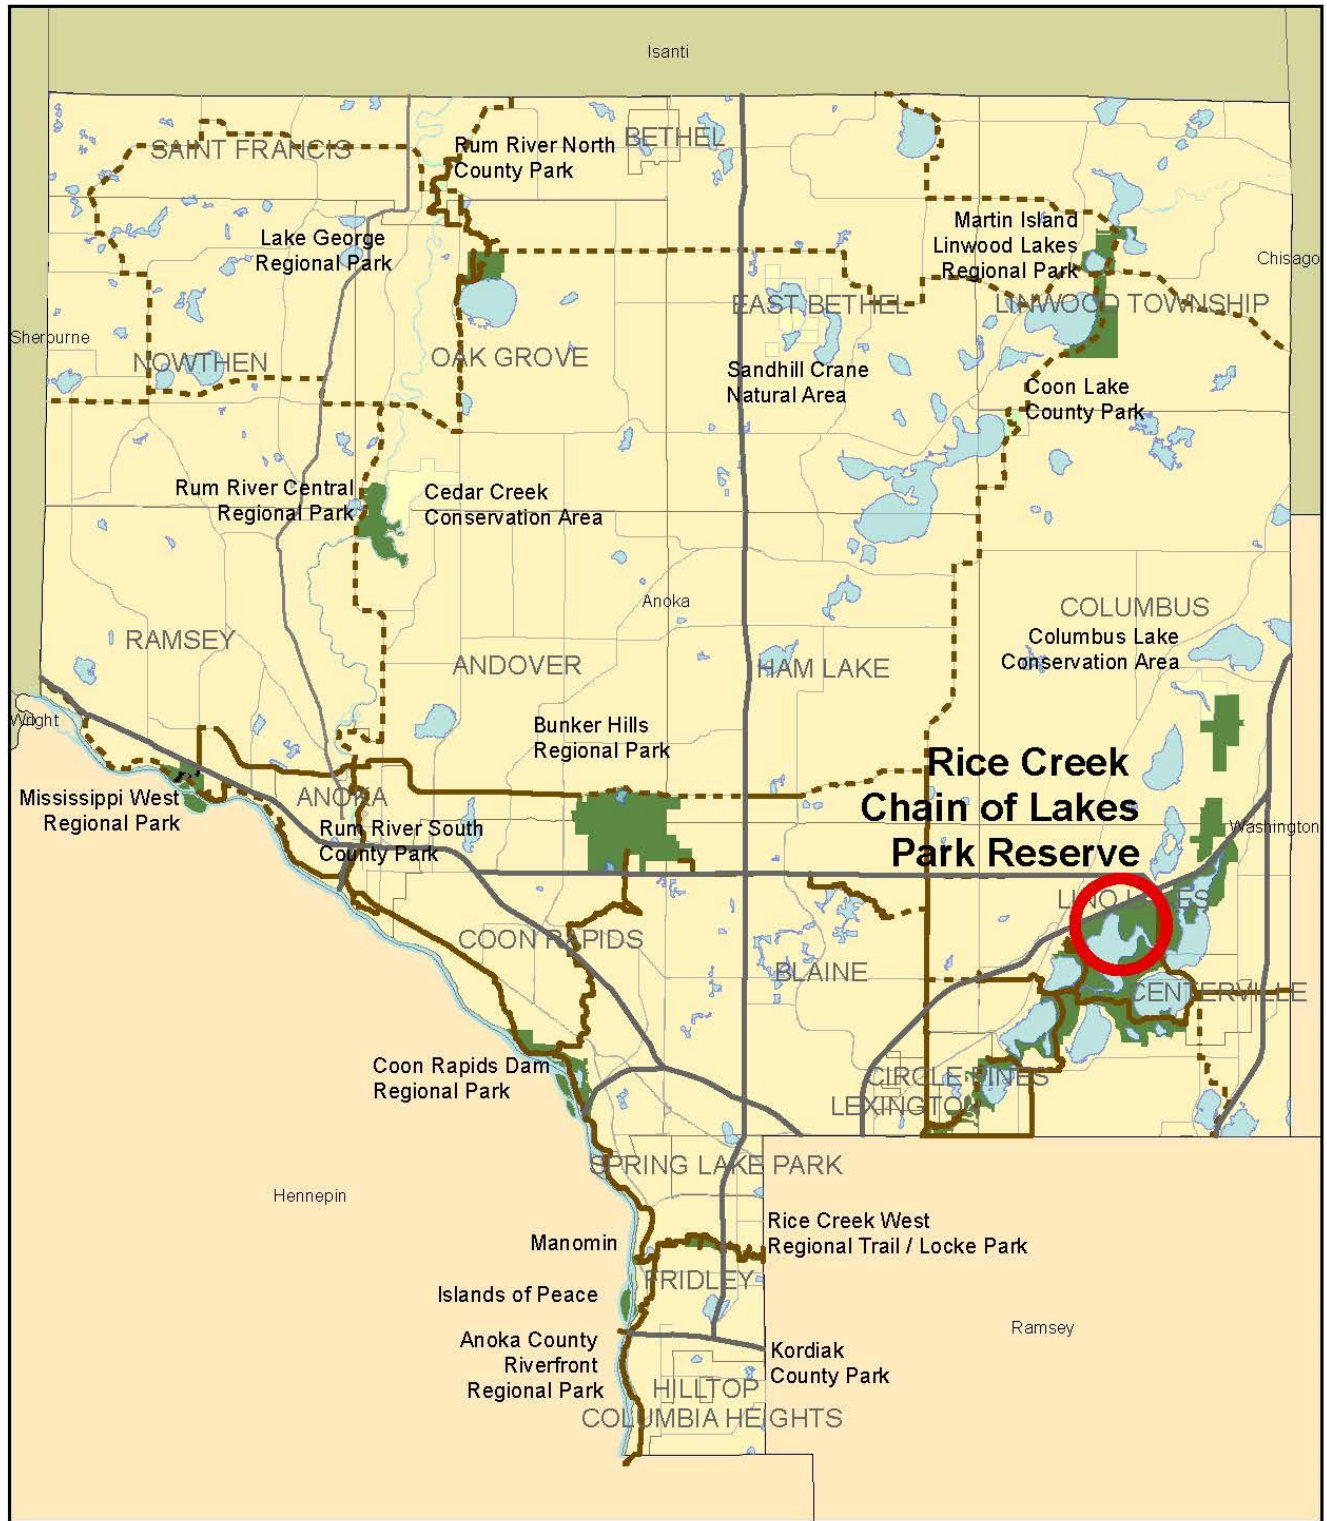 Isanti
SAINT FRANCIS
Rum River North
County Park
BETHEL
Lake George
Regional Park
Martin Island
Linwood Lakes
Regional Park
Chisago
EAST BETHEL
LINWOOD TOWNSHIP
Sherburne
NOWTHEN
OAK GROVE
Sandhill Crane
Natural Area
Coon Lake
County Park
Rum River Central
Regional Park
Cedar Creek
Conservation Area
Anoka
COLUMBUS
Columbus Lake
Conservation Area
RAMSEY
ANDOVER
HAM LAKE
Wright
Bunker Hills
Regional Park
Rice Creek
Chain of Lakes
Park Reserve
Mississippi West
Regional Park
ANOKA
Rum River South
County Park
Washington
LINO LAKES
COON RAPIDS
BLAINE
CENTERVILLE
Coon Rapids Dam
Regional Park
CIRCLE PINES
LEXINGTON
SPRING LAKE PARK
Hennepin
Rice Creek West
Regional Trail / Locke Park
Manomin
FRIDLEY
Islands of Peace
Anoka County
Riverfront
Regional Park
Ramsey
Kordiak
County Park
HILLTOP
COLUMBIA HEIGHTS